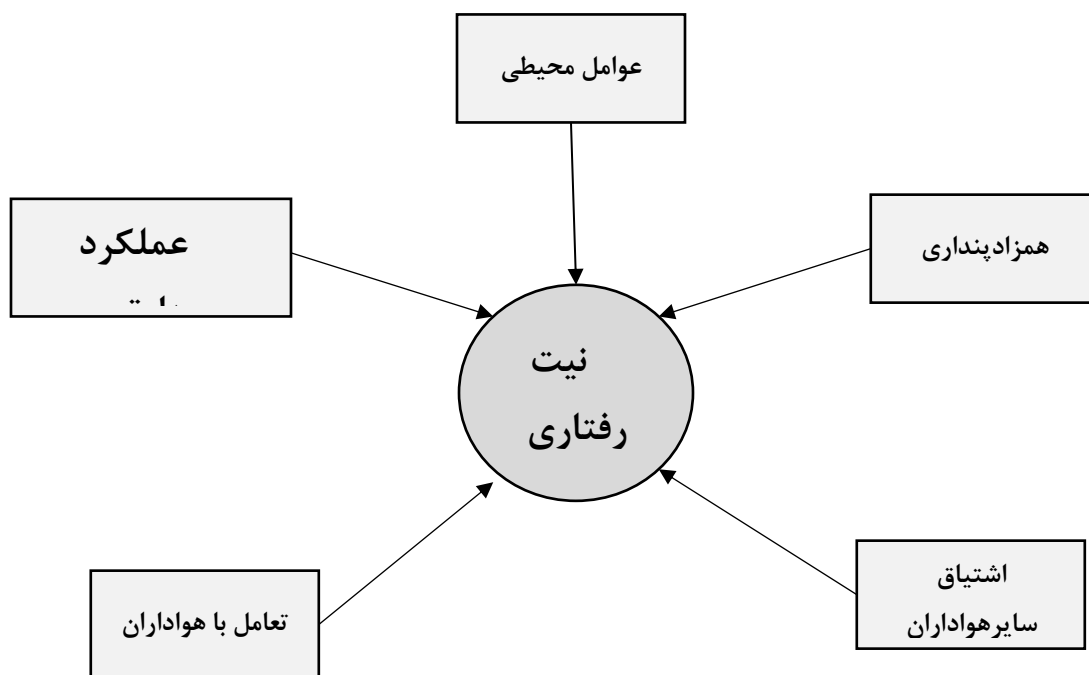 عوامل محیطی
همزادپنداری
عملکرد
نیت
رفتاری
اشتیاق
سایرهواداران
تعامل با هواداران